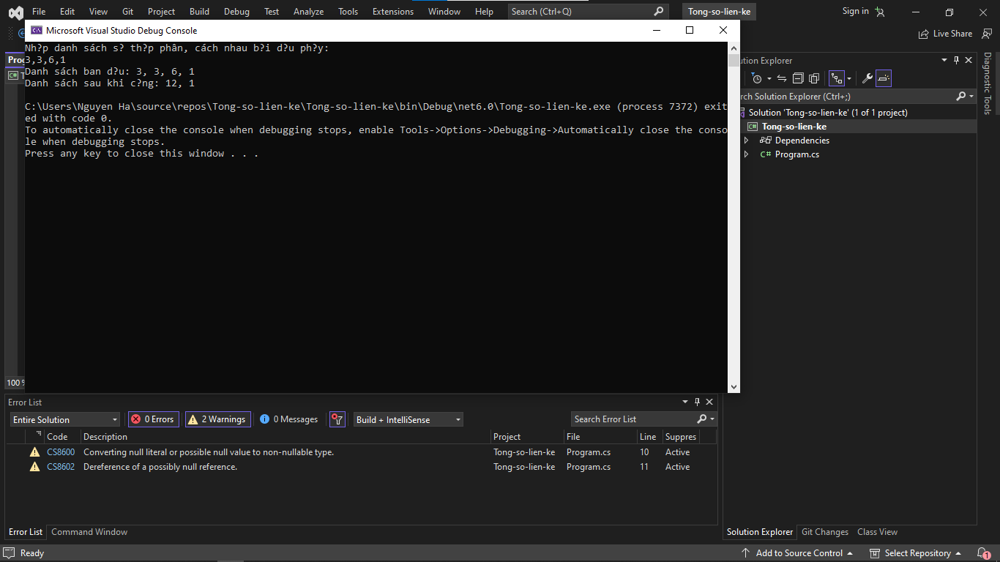 File Edit View Git Project Build Debug Test Analyze Tools Extensions Window Help Search (Ctrl+Q) Tong-so-lien-ke Sign in
Live Share
Microsoft Visual Studio Debug Console
Nh?p danh sách s? th?p phân, cách nhau b?i d?u ph?y:
3,3,6,1
Danh sách ban d?u: 3, 3, 6, 1
Danh sách sau khi c?ng: 12, 1
C:\Users\Nguyen Ha\source\repos\Tong-so-lien-ke\Tong-so-lien-ke\bin\Debug\net6.0\Tong-so-lien-ke.exe (process 7372) exit
ed with code 0.
To automatically close the console when debugging stops, enable Tools->Options->Debugging->Automatically close the conso
le when debugging stops.
Press any key to close this window . . .
Prog
C# T
100 %
ution Explorer
rch Solution Explorer (Ctrl+;)
Solution 'Tong-so-lien-ke' (1 of 1 project)
C# Tong-so-lien-ke
Dependencies
C# Program.cs
Diagnostic Tools
Error List
Entire Solution 0 Errors 2 Warnings 0 Messages Build + IntelliSense Search Error List
Code Description Project File Line Suppres
CS8600 Converting null literal or possible null value to non-nullable type. Tong-so-lien-ke Program.cs 10 Active
CS8602 Dereference of a possibly null reference. Tong-so-lien-ke Program.cs 11 Active
Error List Command Window
Solution Explorer Git Changes Class View
Ready Add to Source Control Select Repository 1